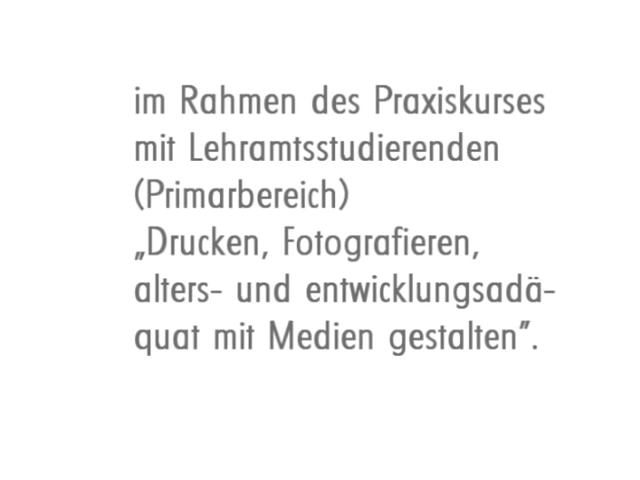 im Rahmen des Praxiskurses
mit Lehramtsstudierenden
(Primarbereich)
„Drucken, Fotografieren,
alters- und entwicklungsadä-
quat mit Medien gestalten”.